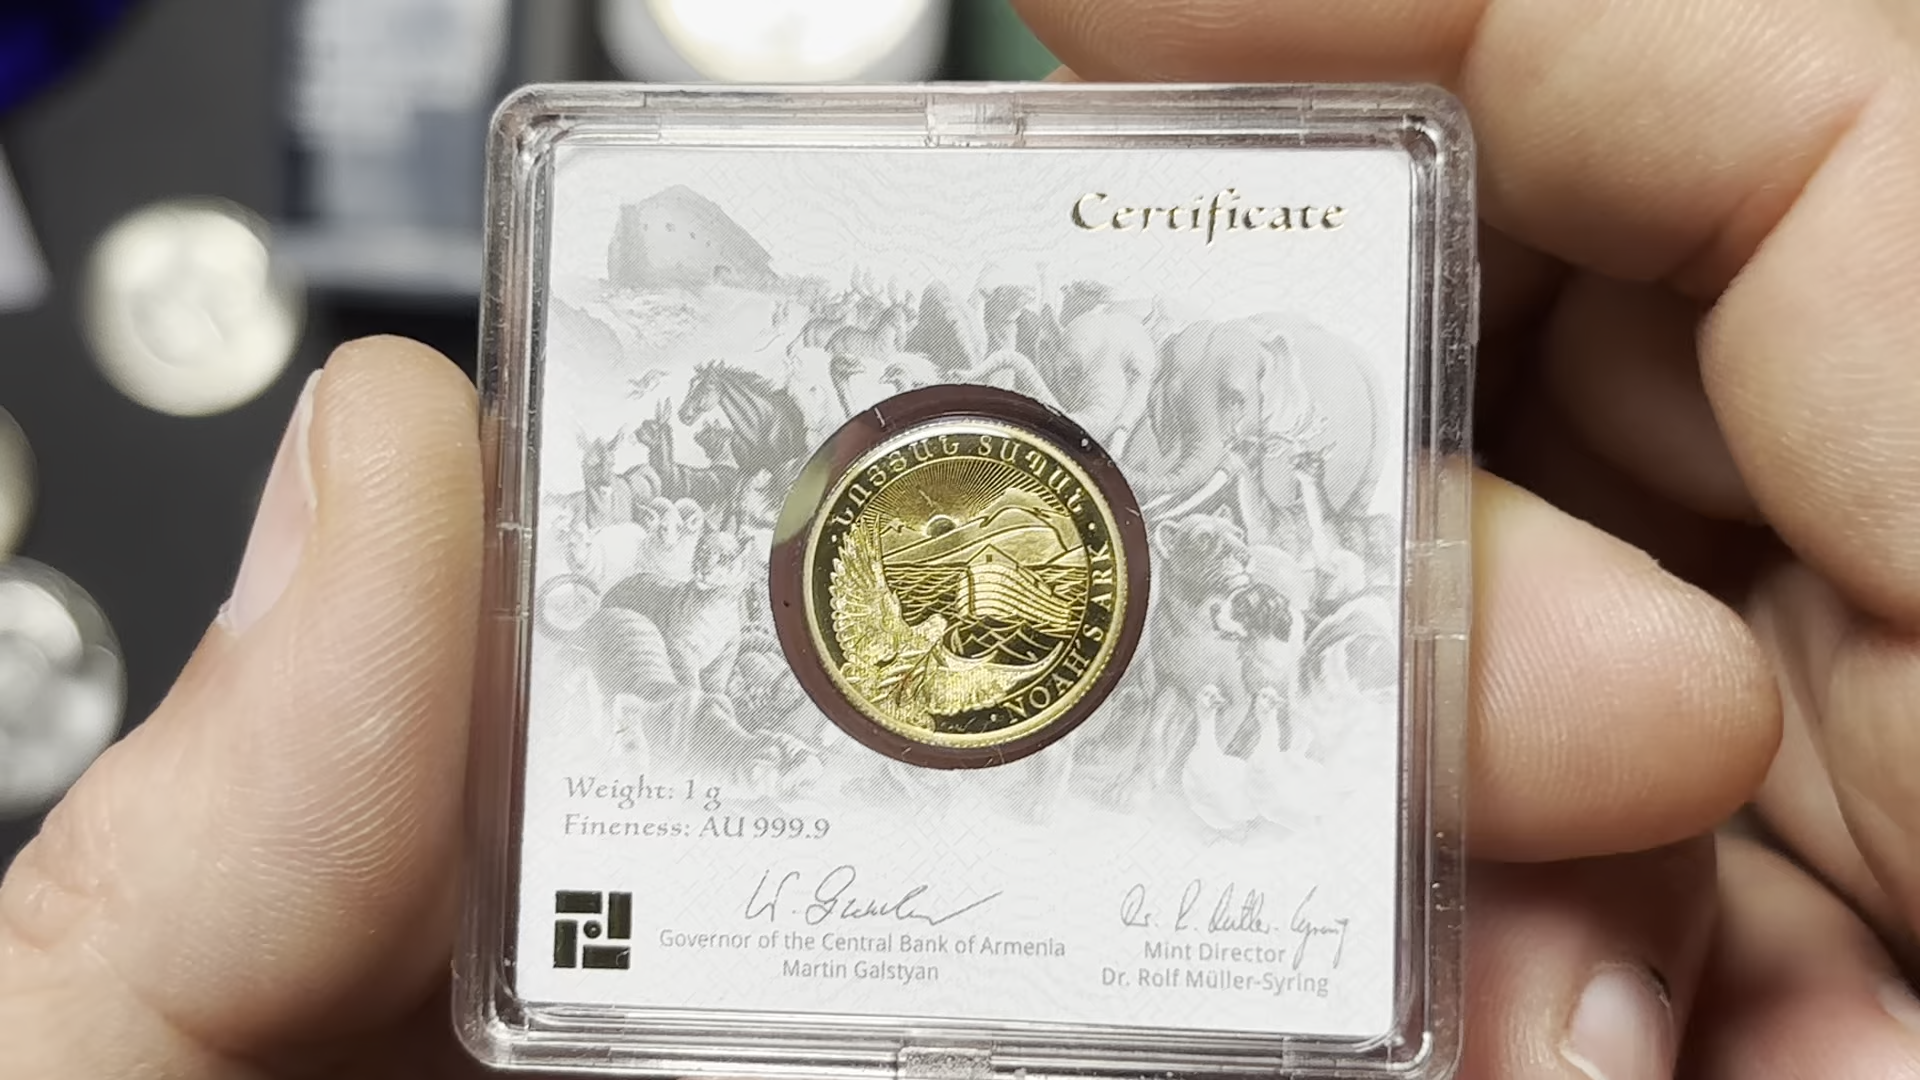 Certificate
ՆՈՅՅԱՆ ՏԱՊԱՆ
NOAH'S ARK
Weight: 1 g
Fineness: AU 999.9
Governor of the Central Bank of Armenia
Martin Galstyan
Mint Director
Dr. Rolf Müller-Syring